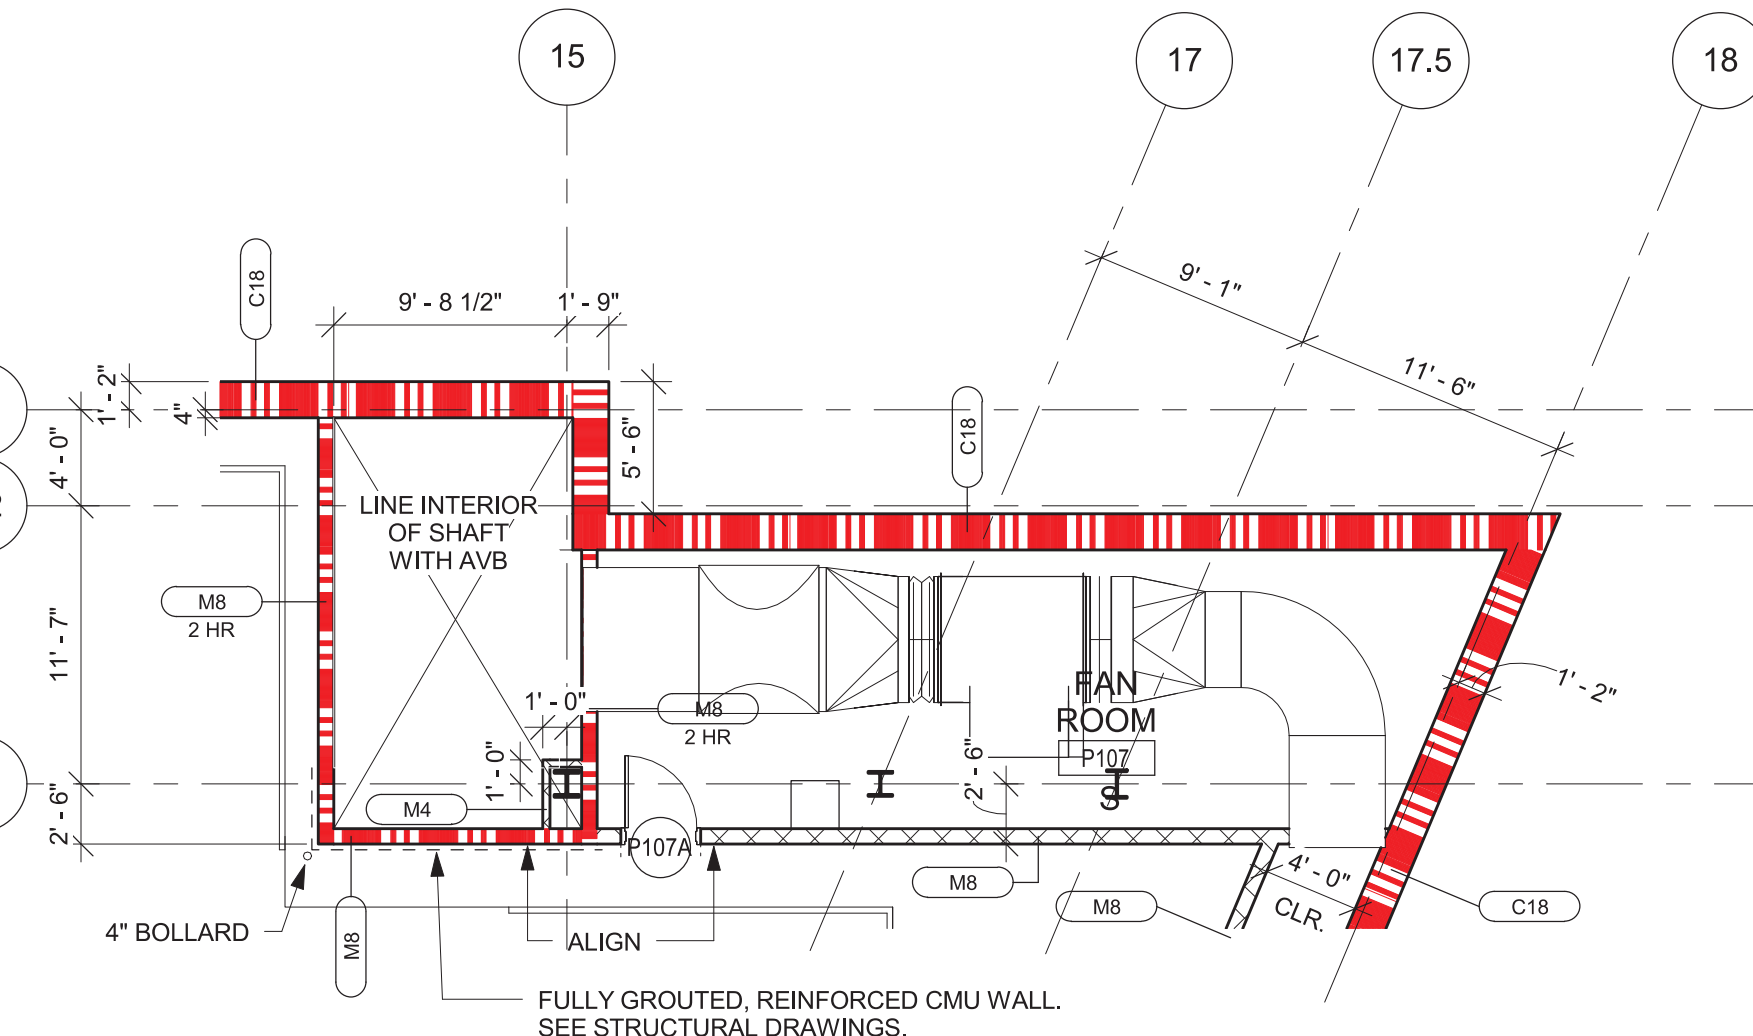 15
17
17.5
18
C18
9' - 8 1/2"
1' - 9"
9' - 1"
11' - 6"
1' - 2"
4"
4' - 0"
5' - 6"
C18
LINE INTERIOR
OF SHAFT
WITH AVB
M8
2 HR
11' - 7"
1' - 0"
M8
2 HR
FAN
ROOM
P107
S
1' - 2"
1' - 0"
2' - 6"
M4
2' - 6"
P107A
M8
4' - 0"
CLR.
M8
C18
4" BOLLARD
M8
ALIGN
FULLY GROUTED, REINFORCED CMU WALL.
SEE STRUCTURAL DRAWINGS.